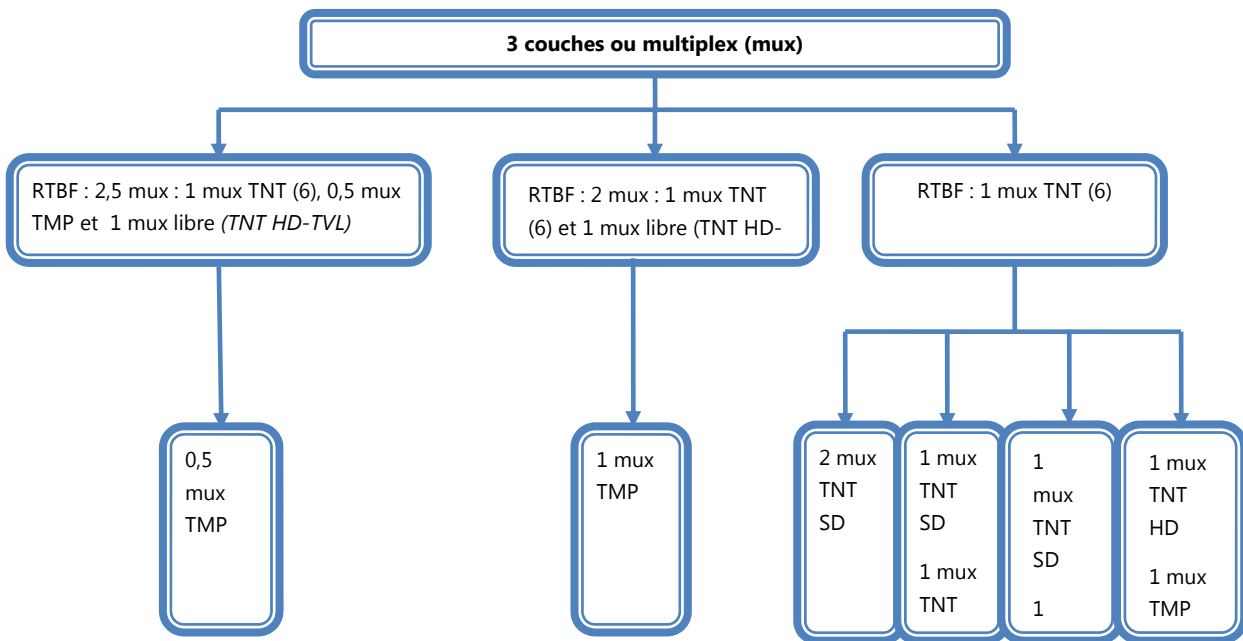 3 couches ou multiplex (mux)
RTBF : 2,5 mux : 1 mux TNT (6), 0,5 mux
TMP et 1 mux libre (TNT HD-TVL)
RTBF : 2 mux : 1 mux TNT
(6) et 1 mux libre (TNT HD-
RTBF : 1 mux TNT (6)
0,5
mux
TMP
1 mux
TMP
2 mux
TNT
SD
1 mux
TNT
SD
1 mux
TNT
1
mux
TNT
SD
1
1 mux
TNT
HD
1 mux
TMP